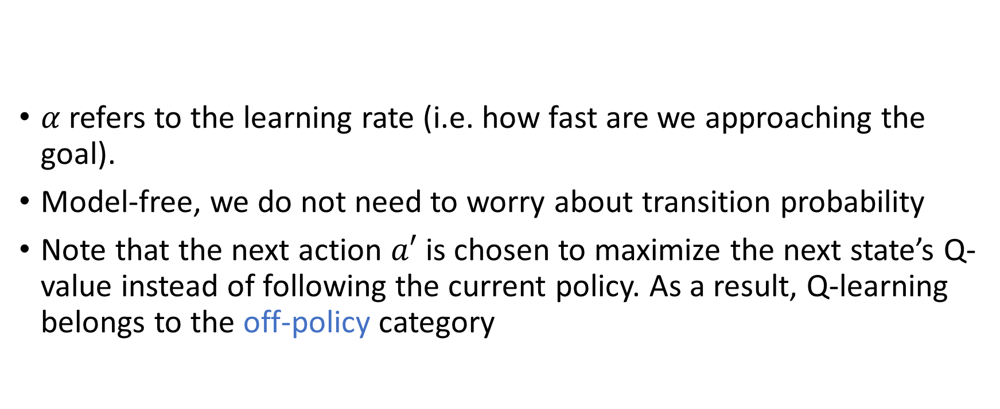 • α refers to the learning rate (i.e. how fast are we approaching the
goal).
• Model-free, we do not need to worry about transition probability
• Note that the next action a′ is chosen to maximize the next state’s Q-
value instead of following the current policy. As a result, Q-learning
belongs to the off-policy category